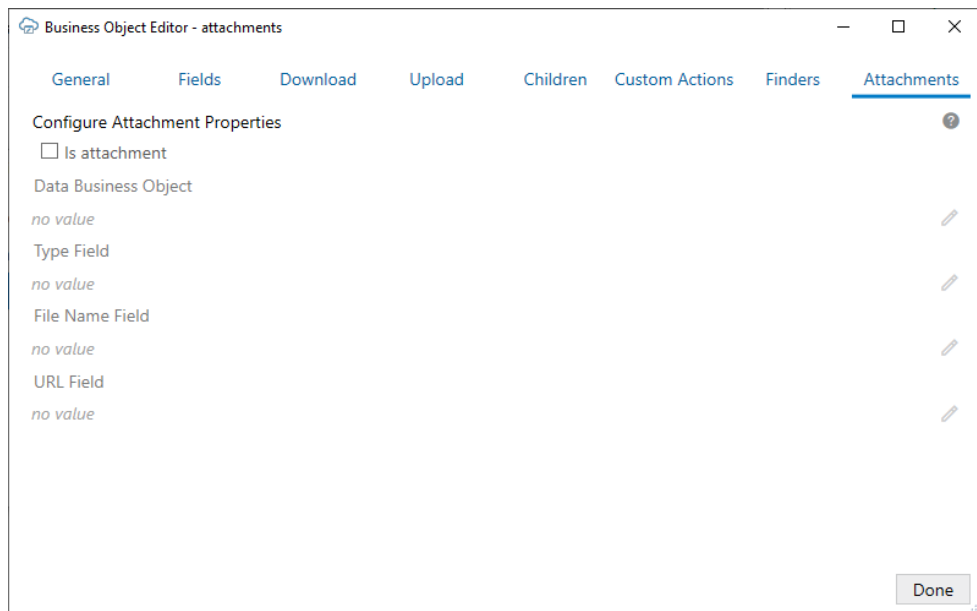 Business Object Editor - attachments
General Fields Download Upload Children Custom Actions Finders Attachments
Configure Attachment Properties
Is attachment
Data Business Object
no value
Type Field
no value
File Name Field
no value
URL Field
no value
Done